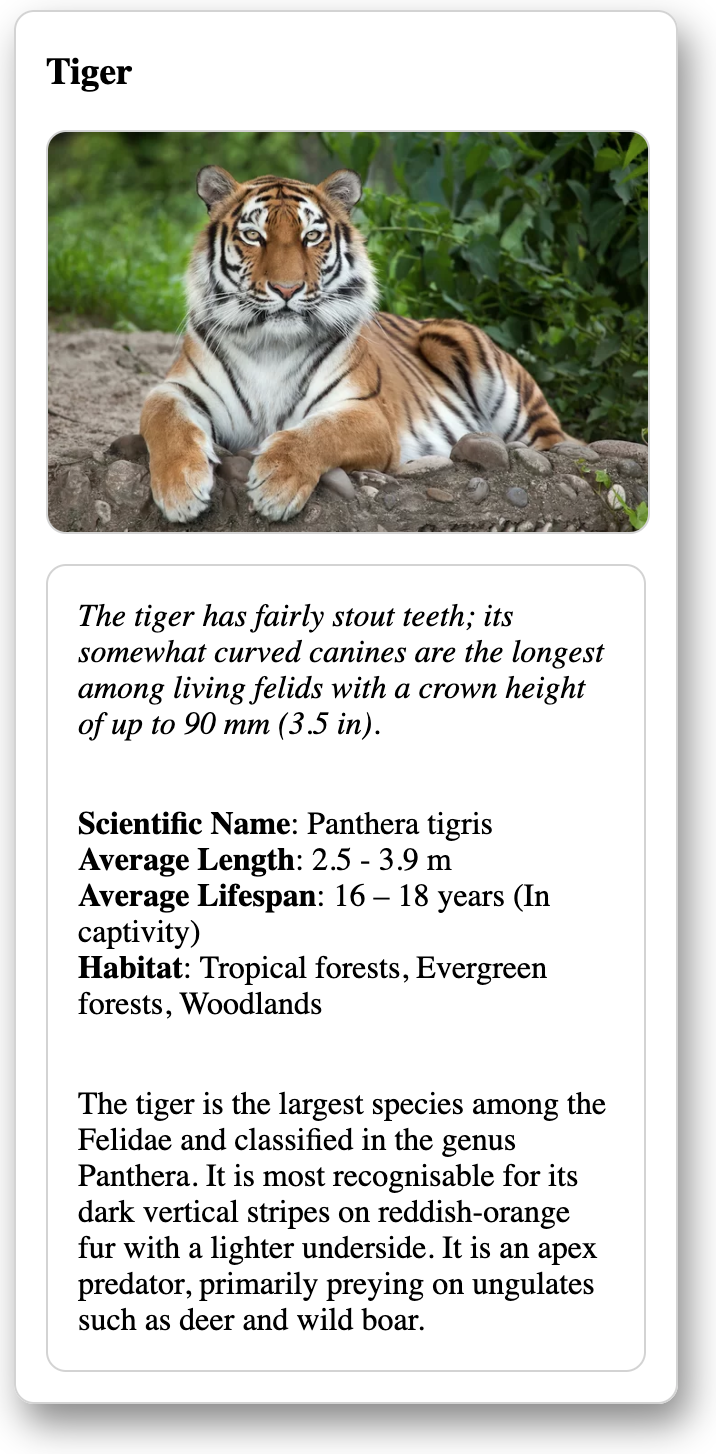 Tiger
The tiger has fairly stout teeth; its
somewhat curved canines are the longest
among living felids with a crown height
of up to 90 mm (3.5 in).
Scientific Name: Panthera tigris
Average Length: 2.5 - 3.9 m
Average Lifespan: 16 – 18 years (In
captivity)
Habitat: Tropical forests, Evergreen
forests, Woodlands
The tiger is the largest species among the
Felidae and classified in the genus
Panthera. It is most recognisable for its
dark vertical stripes on reddish-orange
fur with a lighter underside. It is an apex
predator, primarily preying on ungulates
such as deer and wild boar.